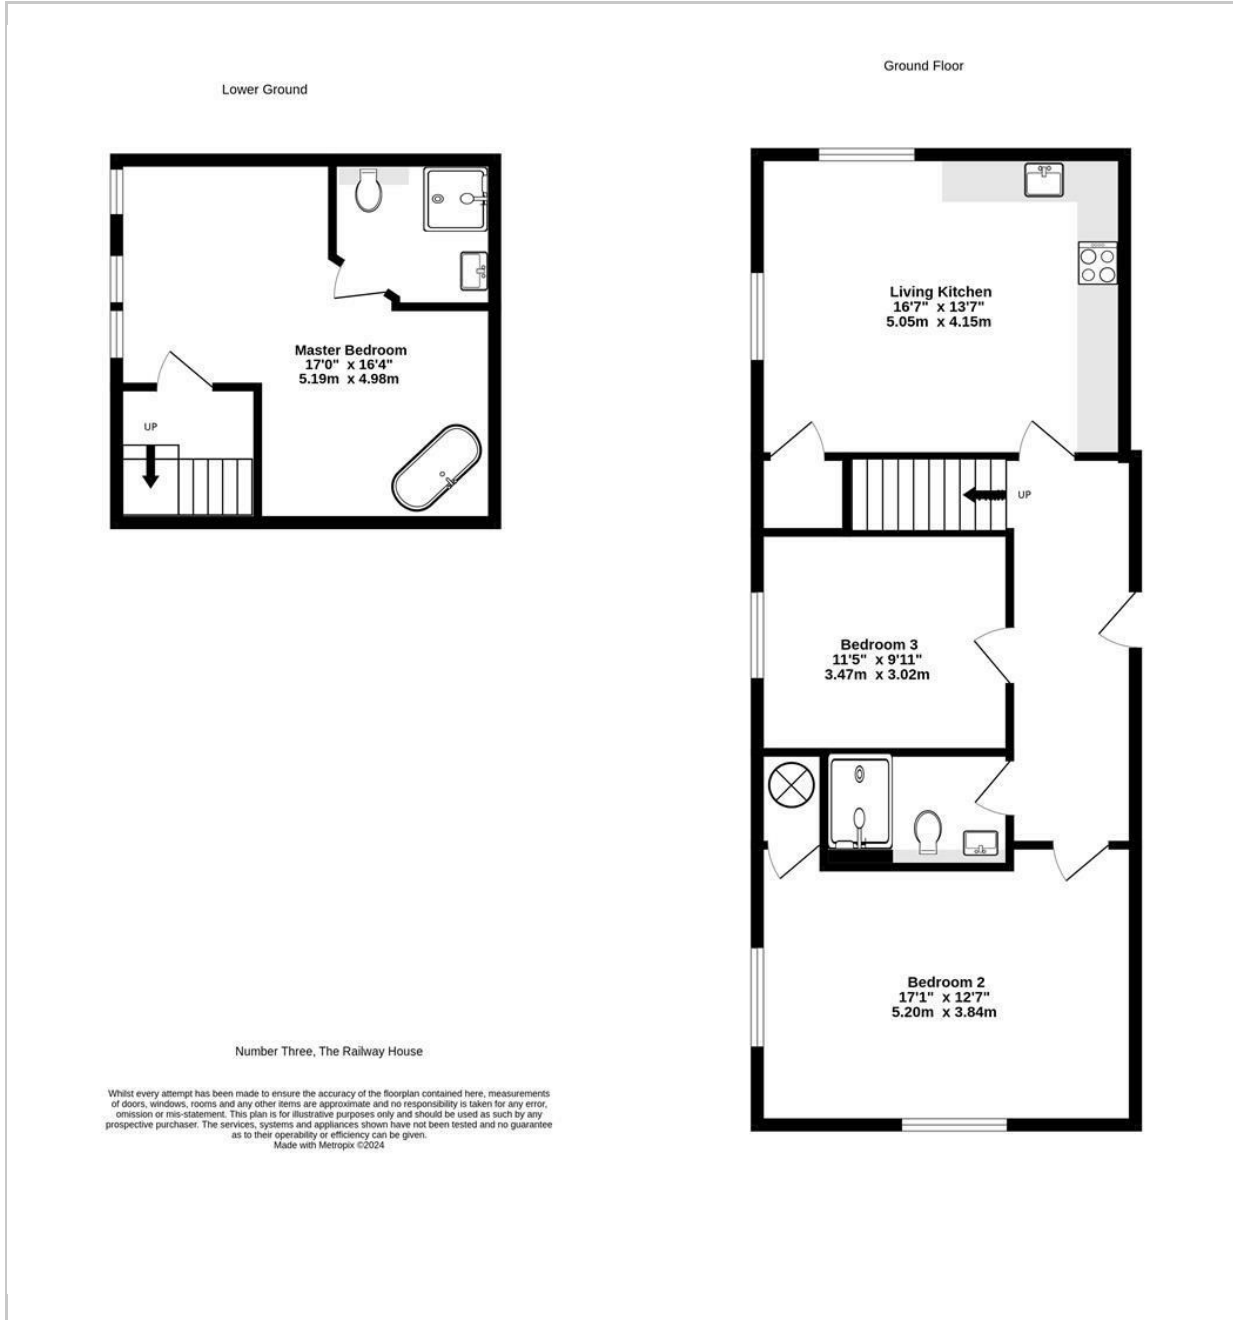 Lower Ground
Ground Floor
Living Kitchen
16'7" x 13'7"
5.05m x 4.15m
Master Bedroom
17'0" x 16'4"
5.19m x 4.98m
UP
UP
Bedroom 3
11'5" x 9'11"
3.47m x 3.02m
Bedroom 2
17'1" x 12'7"
5.20m x 3.84m
Number Three, The Railway House
Whilst every attempt has been made to ensure the accuracy of the floorplan contained here, measurements
of doors, windows, rooms and any other items are approximate and no responsibility is taken for any error,
omission or mis-statement. This plan is for illustrative purposes only and should be used as such by any
prospective purchaser. The services, systems and appliances shown have not been tested and no guarantee
as to their operability or efficiency can be given.
Made with Metropix ©2024